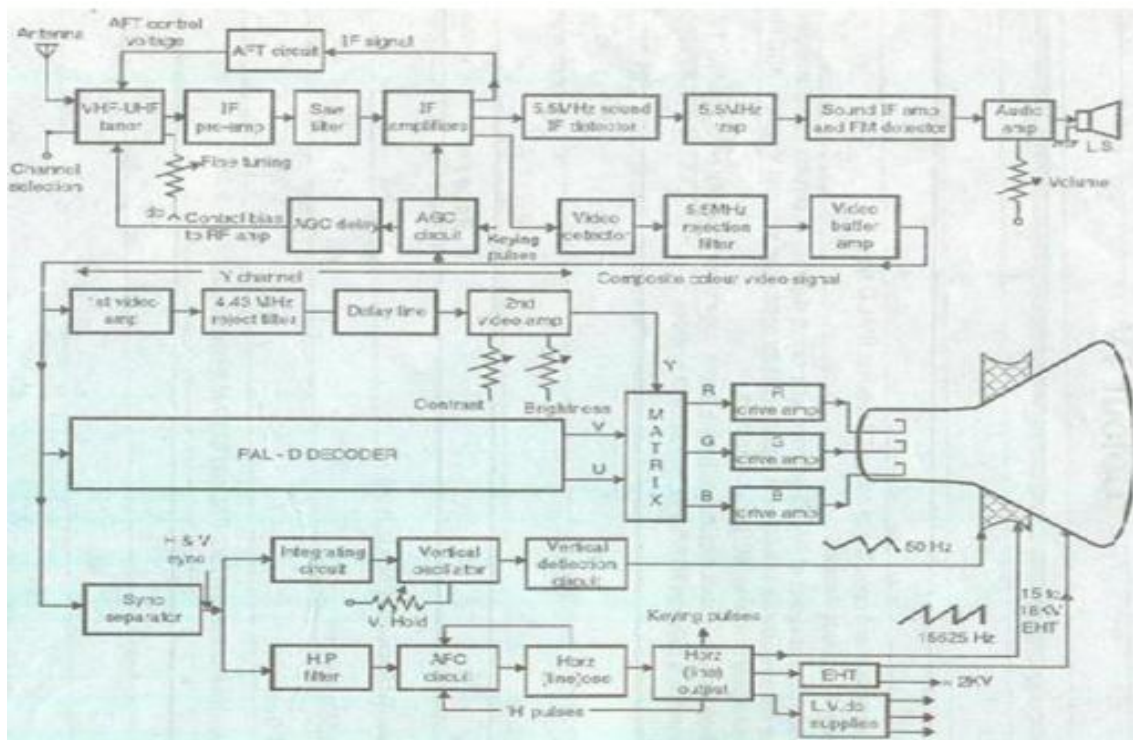 AFT control
voltage
Antenna
AFT circuit
IF signal
VHF-UHF
tuner
IF
pre-amp
Saw
filter
IF
amplifiers
5.5MHz sound
IF detector
5.5MHz
trap
Sound IF amp
and FM detector
Audio
amp
L.S.
Channel
selection
Fine tuning
Volume
dc
Control bias
to RF amp
AGC delay
AGC
circuit
Keying
pulses
Video
detector
5.5MHz
rejection
filter
Video
buffer
amp
Y channel
Composite colour video signal
1st video
amp
4.43 MHz
reject filter
Delay line
2nd
video amp
Contrast
Brightness
Y
PAL - D DECODER
V
U
MATRIX
R
G
B
R
drive amp
G
drive amp
B
drive amp
H & V
sync
Sync
separator
Integrating
circuit
Vertical
oscillator
Vertical
deflection
circuit
50 Hz
V. Hold
15625 Hz
15 to
18KV
EHT
H.P
filter
AFC
circuit
Horz
(line) osc
Keying pulses
Horz
(line)
output
'H' pulses
EHT
≈ 2KV
L.V.dc
supplies